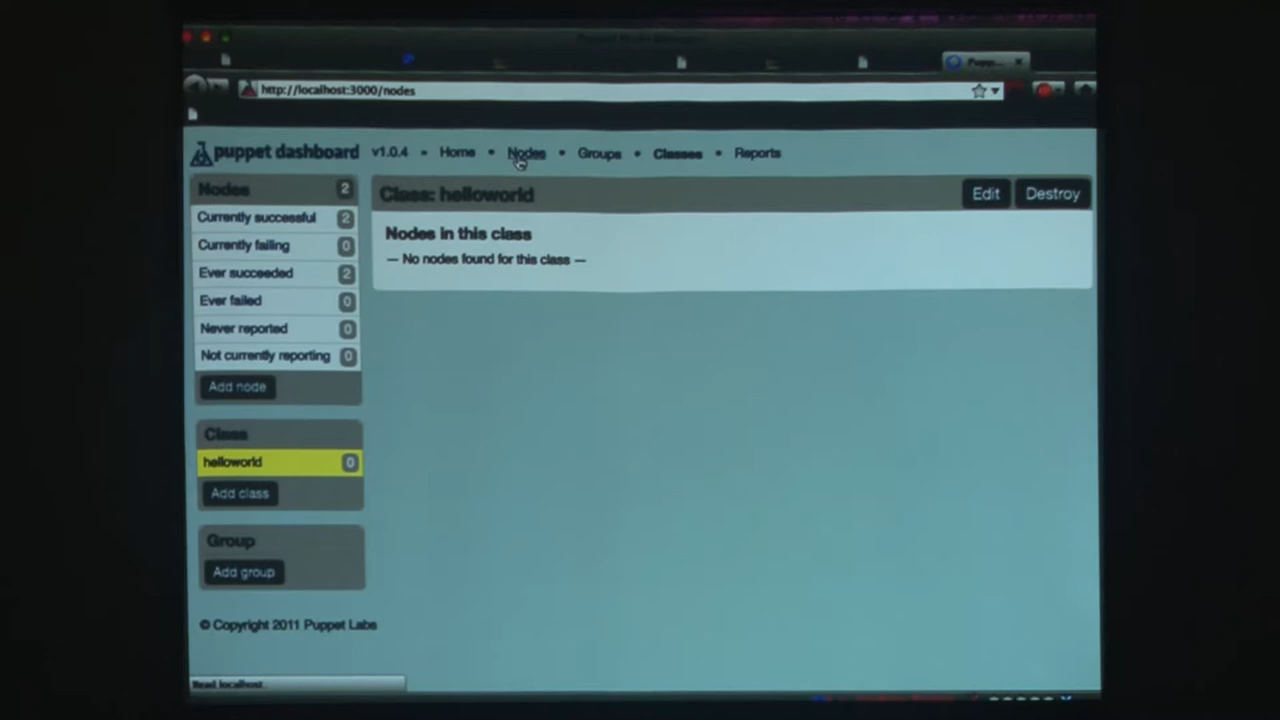 Pupp...
http://localhost:3000/nodes
puppet dashboard v1.0.4 • Home • Nodes • Groups • Classes • Reports
Nodes 2
Currently successful 2
Currently failing 0
Ever succeeded 2
Ever failed 0
Never reported 0
Not currently reporting 0
Add node
Class
helloworld 0
Add class
Group
Add group
© Copyright 2011 Puppet Labs
Class: helloworld
Edit
Destroy
Nodes in this class
— No nodes found for this class —
Read localhost